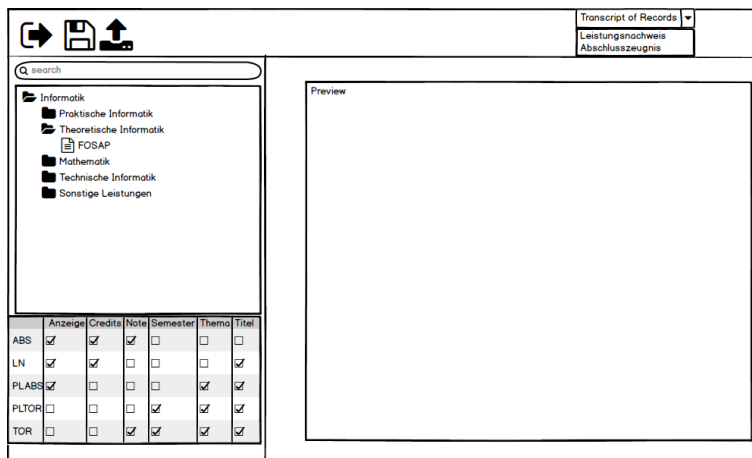 Transcript of Records
Leistungsnachweis
Abschlusszeugnis
search
Informatik
Praktische Informatik
Theoretische Informatik
FOSAP
Mathematik
Technische Informatik
Sonstige Leistungen
Preview
Anzeige Credits Note Semester Thema Titel
ABS
LN
PLABS
PLTOR
TOR